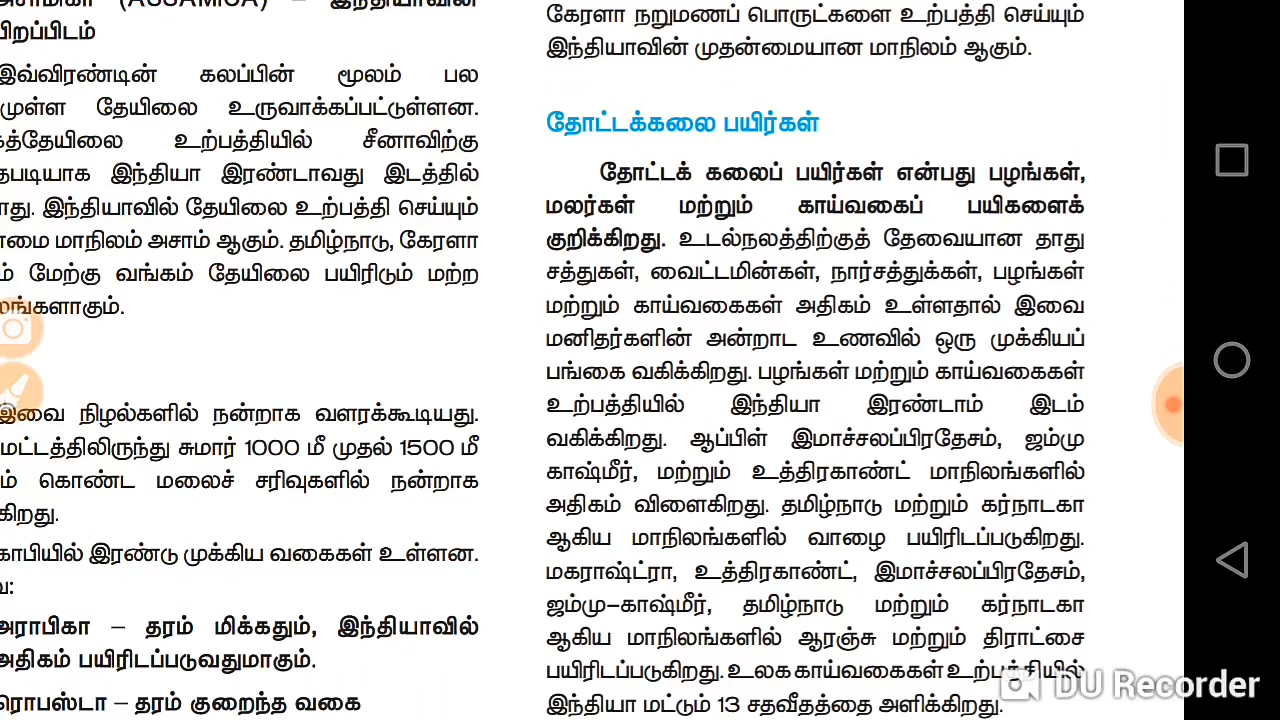 அசாமிகா (ASSAMICA) – இந்தியாவின்
பிறப்பிடம்
இவ்விரண்டின் கலப்பின் மூலம் பல
முள்ள தேயிலை உருவாக்கப்பட்டுள்ளன.
உற்பத்தியில் சீனாவிற்கு
இந்தியா இரண்டாவது இடத்தில்
இந்தியாவில் தேயிலை உற்பத்தி செய்யும்
மாநிலம் அசாம் ஆகும். தமிழ்நாடு, கேரளா
மேற்கு வங்கம் தேயிலை பயிரிடும் மற்ற
இவை நிழல்களில் நன்றாக வளரக்கூடியது.
மட்டத்திலிருந்து சுமார் 1000 மீ முதல் 1500 மீ
கொண்ட மலைச் சரிவுகளில் நன்றாக
காபியில் இரண்டு முக்கிய வகைகள் உள்ளன.
அராபிகா – தரம் மிக்கதும், இந்தியாவில்
அதிகம் பயிரிடப்படுவதுமாகும்.
ரொபஸ்டா – தரம் குறைந்த வகை
கேரளா நறுமணப் பொருட்களை உற்பத்தி செய்யும்
இந்தியாவின் முதன்மையான மாநிலம் ஆகும்.
தோட்டக்கலை பயிர்கள்
தோட்டக் கலைப் பயிர்கள் என்பது பழங்கள்,
மலர்கள் மற்றும் காய்வகைப் பயிகளைக்
குறிக்கிறது. உடல்நலத்திற்குத் தேவையான தாது
சத்துகள், வைட்டமின்கள், நார்சத்துக்கள், பழங்கள்
மற்றும் காய்வகைகள் அதிகம் உள்ளதால் இவை
மனிதர்களின் அன்றாட உணவில் ஒரு முக்கியப்
பங்கை வகிக்கிறது. பழங்கள் மற்றும் காய்வகைகள்
உற்பத்தியில் இந்தியா இரண்டாம் இடம்
வகிக்கிறது. ஆப்பிள் இமாச்சலப்பிரதேசம், ஜம்மு
காஷ்மீர், மற்றும் உத்திரகாண்ட் மாநிலங்களில்
அதிகம் விளைகிறது. தமிழ்நாடு மற்றும் கர்நாடகா
ஆகிய மாநிலங்களில் வாழை பயிரிடப்படுகிறது.
மகராஷ்ட்ரா, உத்திரகாண்ட், இமாச்சலப்பிரதேசம்,
ஜம்மு–காஷ்மீர், தமிழ்நாடு மற்றும் கர்நாடகா
ஆகிய மாநிலங்களில் ஆரஞ்சு மற்றும் திராட்சை
பயிரிடப்படுகிறது. உலக காய்வகைகள் உற்பத்தியில்
இந்தியா மட்டும் 13 சதவீதத்தை அளிக்கிறது.
DU Recorder